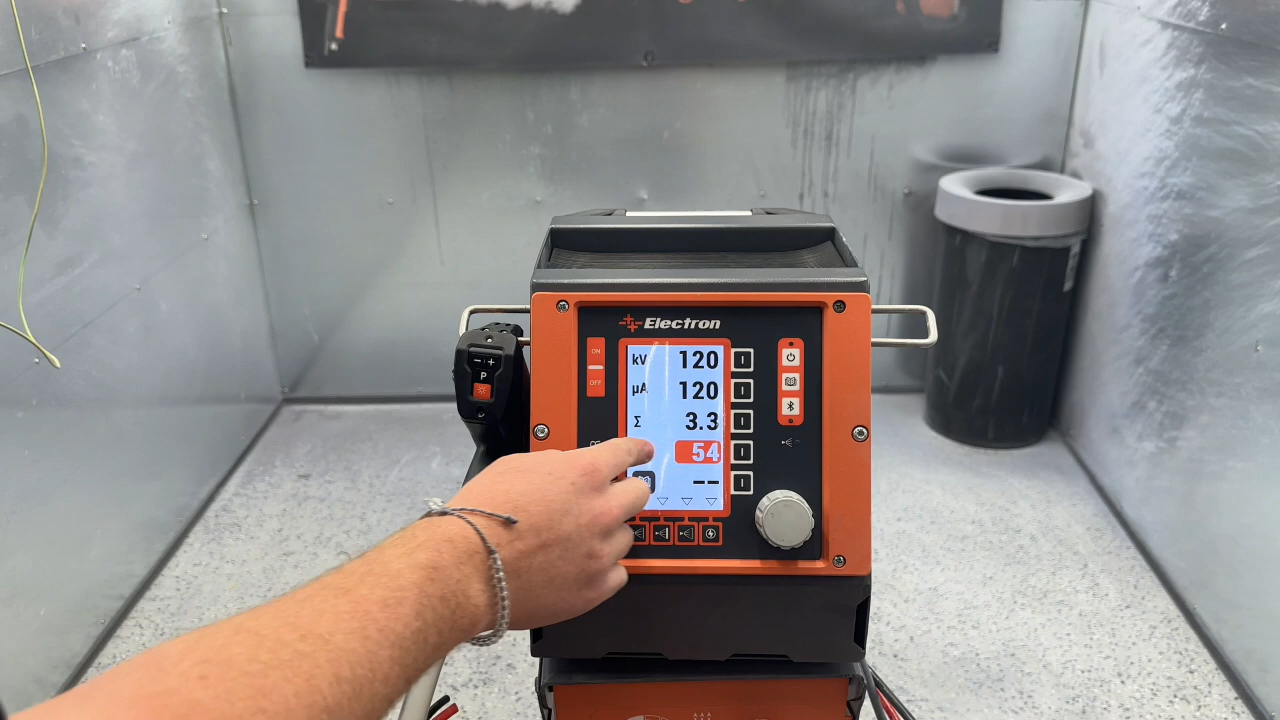 Electron
ON
OFF
kV 120
µA 120
Σ 3.3
54
--
- +
P